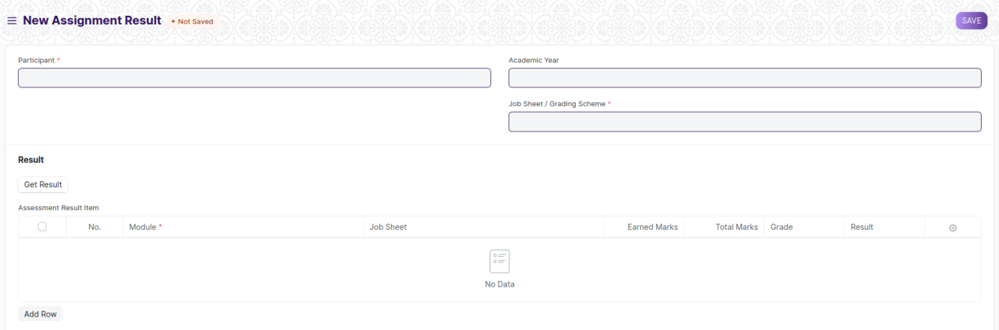 New Assignment Result • Not Saved SAVE
Participant * Academic Year
Job Sheet / Grading Scheme *
Result
Get Result
Assessment Result Item
No. Module * Job Sheet Earned Marks Total Marks Grade Result
No Data
Add Row